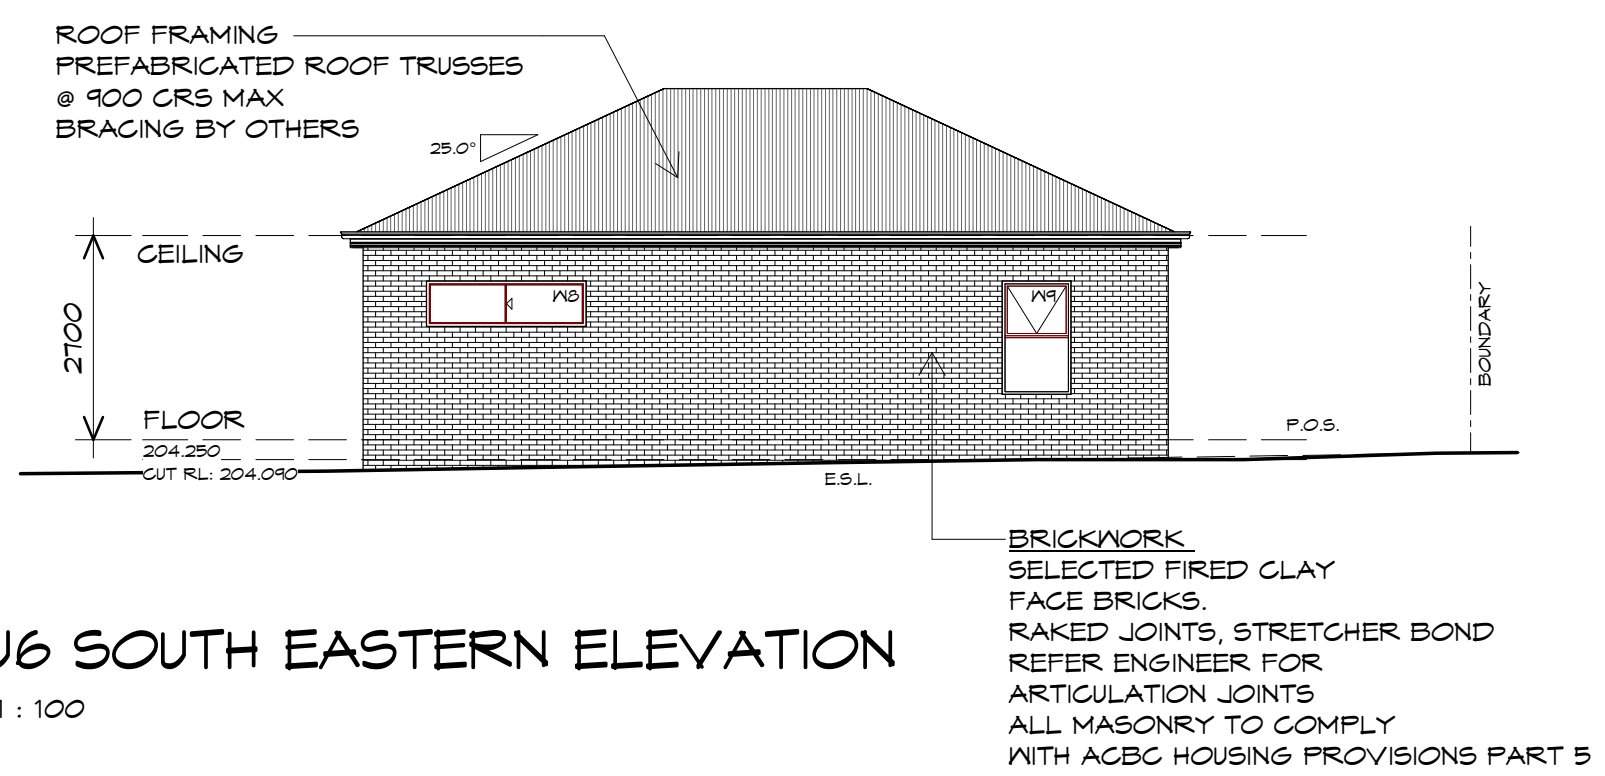 ROOF FRAMING
PREFABRICATED ROOF TRUSSES
@ 900 CRS MAX
BRACING BY OTHERS
25.0°
CEILING
2700
W8
W9
BOUNDARY
FLOOR
204.250
CUT RL: 204.090
P.O.S.
E.S.L.
BRICKWORK
SELECTED FIRED CLAY
FACE BRICKS.
RAKED JOINTS, STRETCHER BOND
REFER ENGINEER FOR
ARTICULATION JOINTS
ALL MASONRY TO COMPLY
WITH ACBC HOUSING PROVISIONS PART 5
U6 SOUTH EASTERN ELEVATION
1 : 100